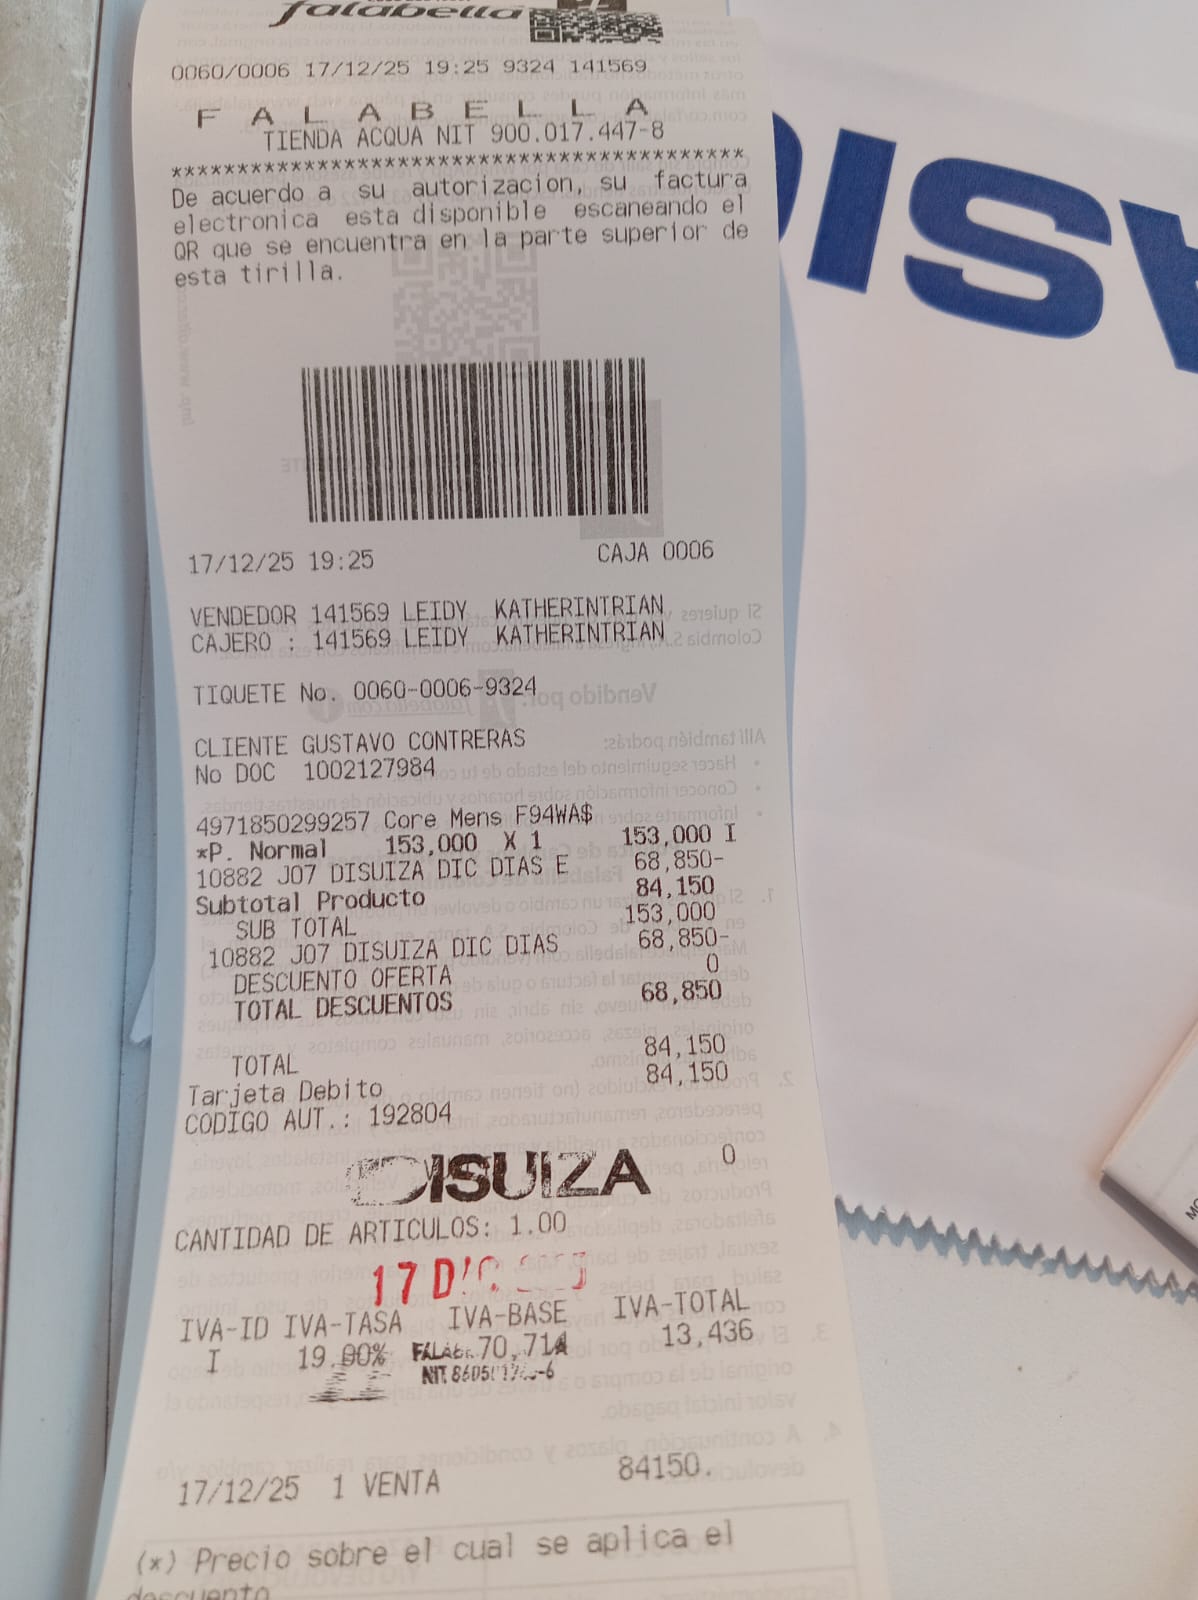 falabella
0060/0006 17/12/25 19:25 9324 141569
F A L A B E L L A
TIENDA ACQUA NIT 900.017.447-8
********************************************
De acuerdo a su autorizacion, su factura
electronica esta disponible escaneando el
QR que se encuentra en la parte superior de
esta tirilla.
17/12/25 19:25 CAJA 0006
VENDEDOR 141569 LEIDY KATHERINTRIAN
CAJERO : 141569 LEIDY KATHERINTRIAN
TIQUETE No. 0060-0006-9324
CLIENTE GUSTAVO CONTRERAS
No DOC 1002127984
4971850299257 Core Mens F94WA$
*P. Normal 153,000 X 1 153,000 I
10882 J07 DISUIZA DIC DIAS E 68,850-
Subtotal Producto 84,150
SUB TOTAL 153,000
10882 J07 DISUIZA DIC DIAS 68,850-
DESCUENTO OFERTA 0
TOTAL DESCUENTOS 68,850
TOTAL 84,150
Tarjeta Debito 84,150
CODIGO AUT.: 192804
0
DISUIZA
CANTIDAD DE ARTICULOS: 1.00
17 DIC
IVA-ID IVA-TASA IVA-BASE IVA-TOTAL
I 19.00% 70,714 13,436
17/12/25 1 VENTA 84150.
(*) Precio sobre el cual se aplica el
descuento